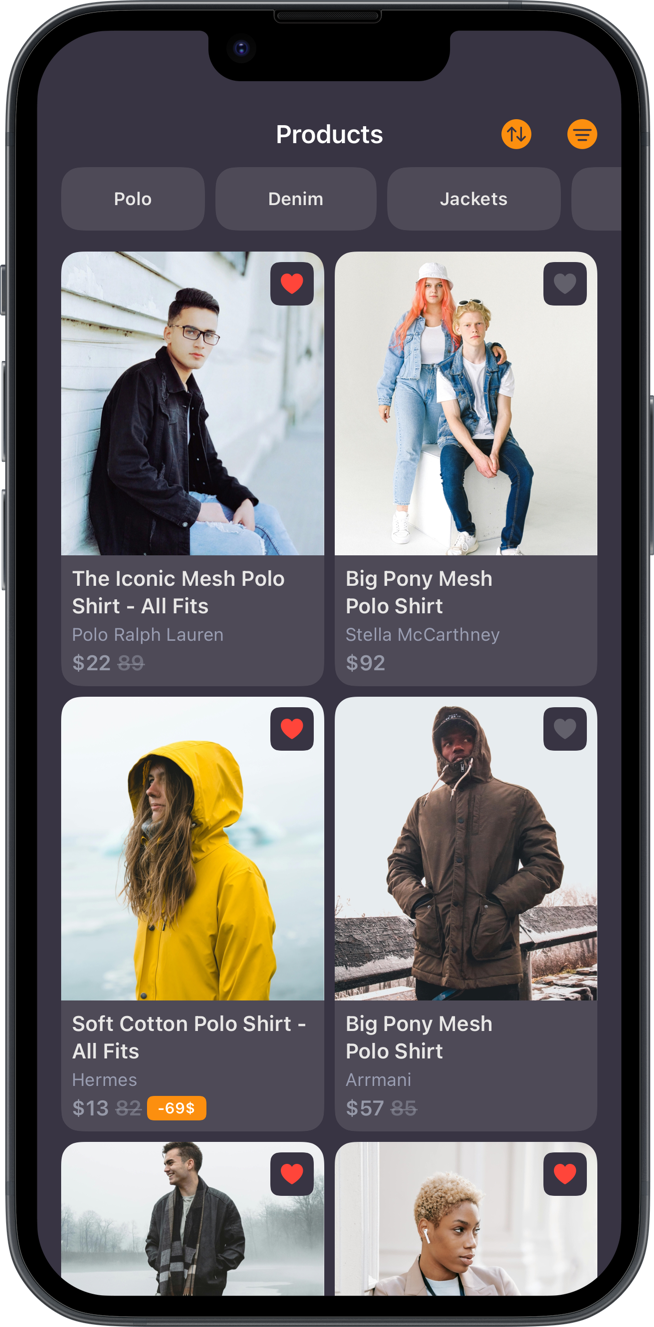 Products
Polo
Denim
Jackets
The Iconic Mesh Polo
Shirt - All Fits
Polo Ralph Lauren
$22 89
Big Pony Mesh
Polo Shirt
Stella McCarthney
$92
Soft Cotton Polo Shirt -
All Fits
Hermes
$13 82 -69$
Big Pony Mesh
Polo Shirt
Arrmani
$57 85